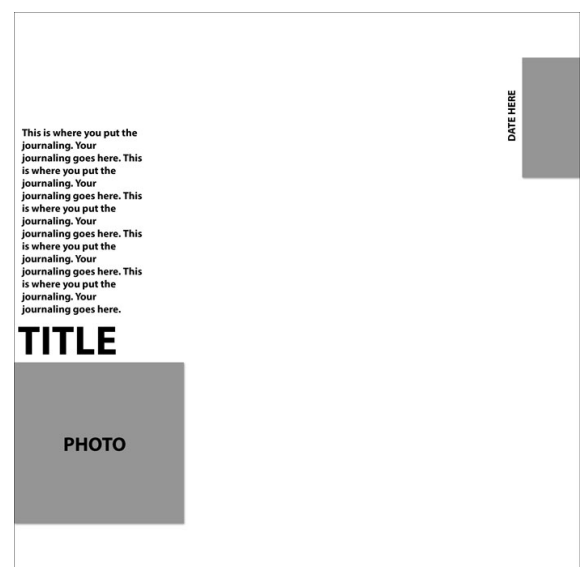 This is where you put the
journaling. Your
journaling goes here. This
is where you put the
journaling. Your
journaling goes here. This
is where you put the
journaling. Your
journaling goes here. This
is where you put the
journaling. Your
journaling goes here. This
is where you put the
journaling. Your
journaling goes here.
TITLE
PHOTO
DATE HERE